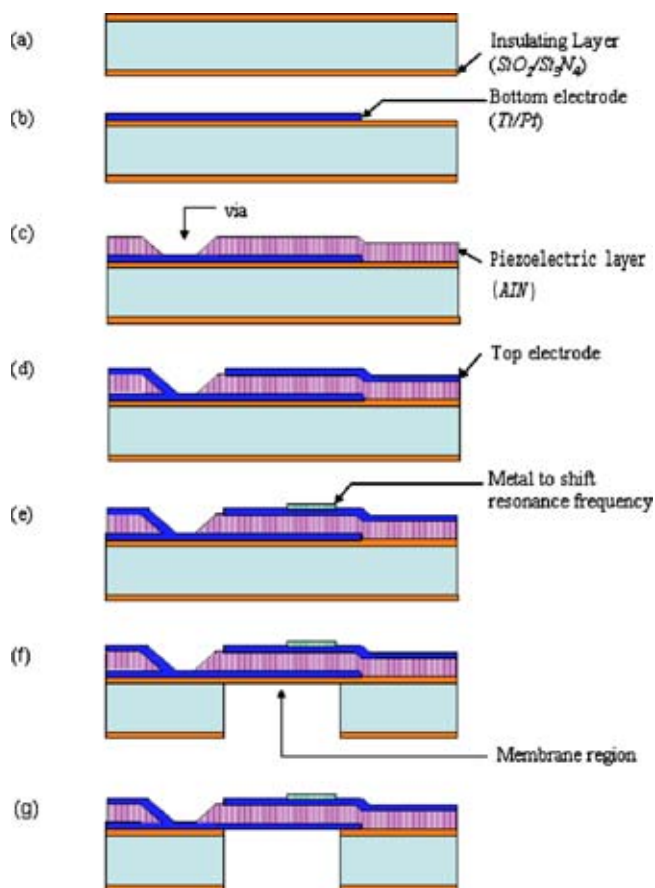 (a)
Insulating Layer
(SiO2/Si3N4)
(b)
Bottom electrode
(Ti/Pt)
(c)
via
Piezoelectric layer
(AlN)
(d)
Top electrode
(e)
Metal to shift
resonance frequency
(f)
Membrane region
(g)